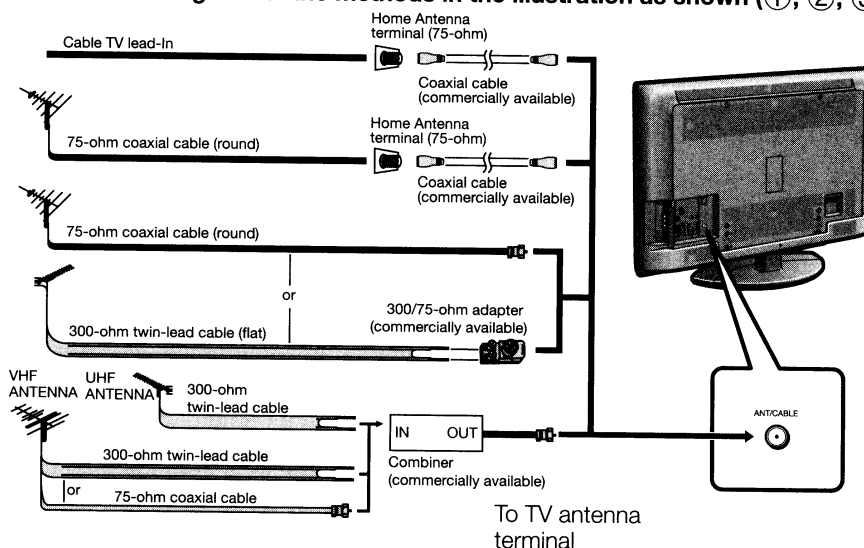 the methods in the illustration as shown (①, ②,
Home Antenna
terminal (75-ohm)
Cable TV lead-In
Coaxial cable
(commercially available)
Home Antenna
terminal (75-ohm)
75-ohm coaxial cable (round)
Coaxial cable
(commercially available)
75-ohm coaxial cable (round)
or
300/75-ohm adapter
(commercially available)
300-ohm twin-lead cable (flat)
VHF
ANTENNA
UHF
ANTENNA
300-ohm
twin-lead cable
IN OUT
ANT/CABLE
300-ohm twin-lead cable
Combiner
(commercially available)
or
75-ohm coaxial cable
To TV antenna
terminal